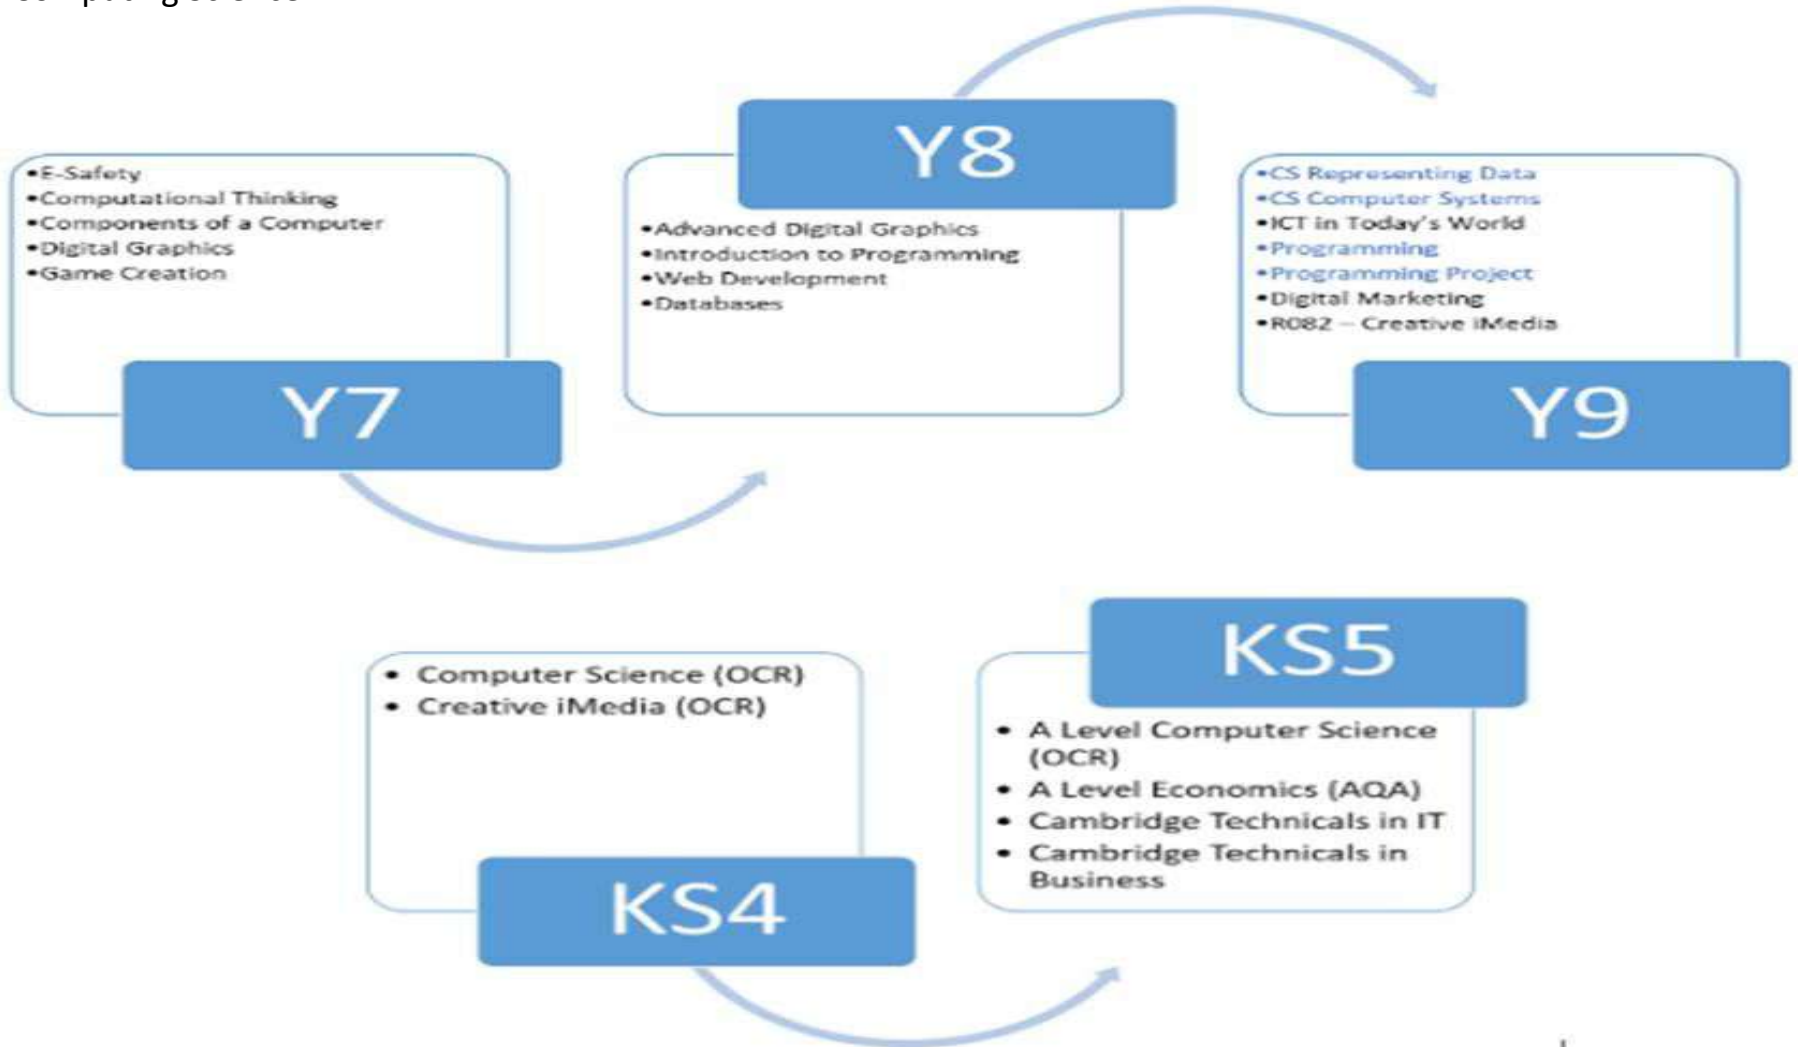 Computing Science
Y7
•E-Safety
•Computational Thinking
•Components of a Computer
•Digital Graphics
•Game Creation
Y8
•Advanced Digital Graphics
•Introduction to Programming
•Web Development
•Databases
Y9
•CS Representing Data
•CS Computer Systems
•ICT in Today's World
•Programming
•Programming Project
•Digital Marketing
•R082 – Creative iMedia
KS4
• Computer Science (OCR)
• Creative iMedia (OCR)
KS5
• A Level Computer Science
(OCR)
• A Level Economics (AQA)
• Cambridge Technicals in IT
• Cambridge Technicals in
Business